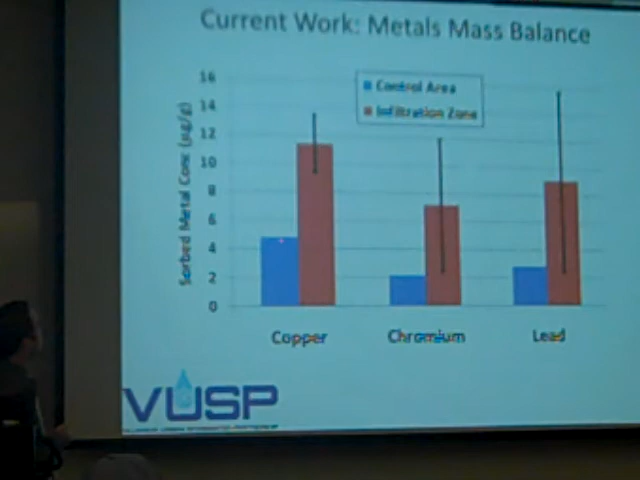 Current Work: Metals Mass Balance
Control Area
Infiltration Zone
Sorbed Metal Conc (µg/g)
16
14
12
10
8
6
4
2
0
Copper
Chromium
Lead
VUSP